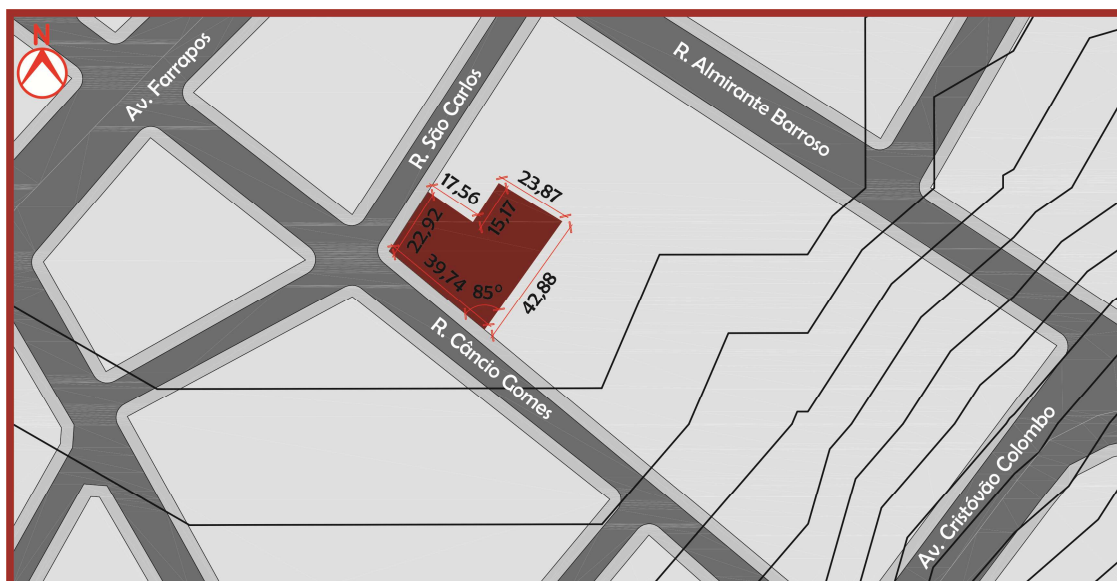 N
Av. Farrapos
R. São Carlos
R. Almirante Barroso
17,56
23,87
15,17
22,92
39,74
85°
42,88
R. Câncio Gomes
Av. Cristóvão Colombo